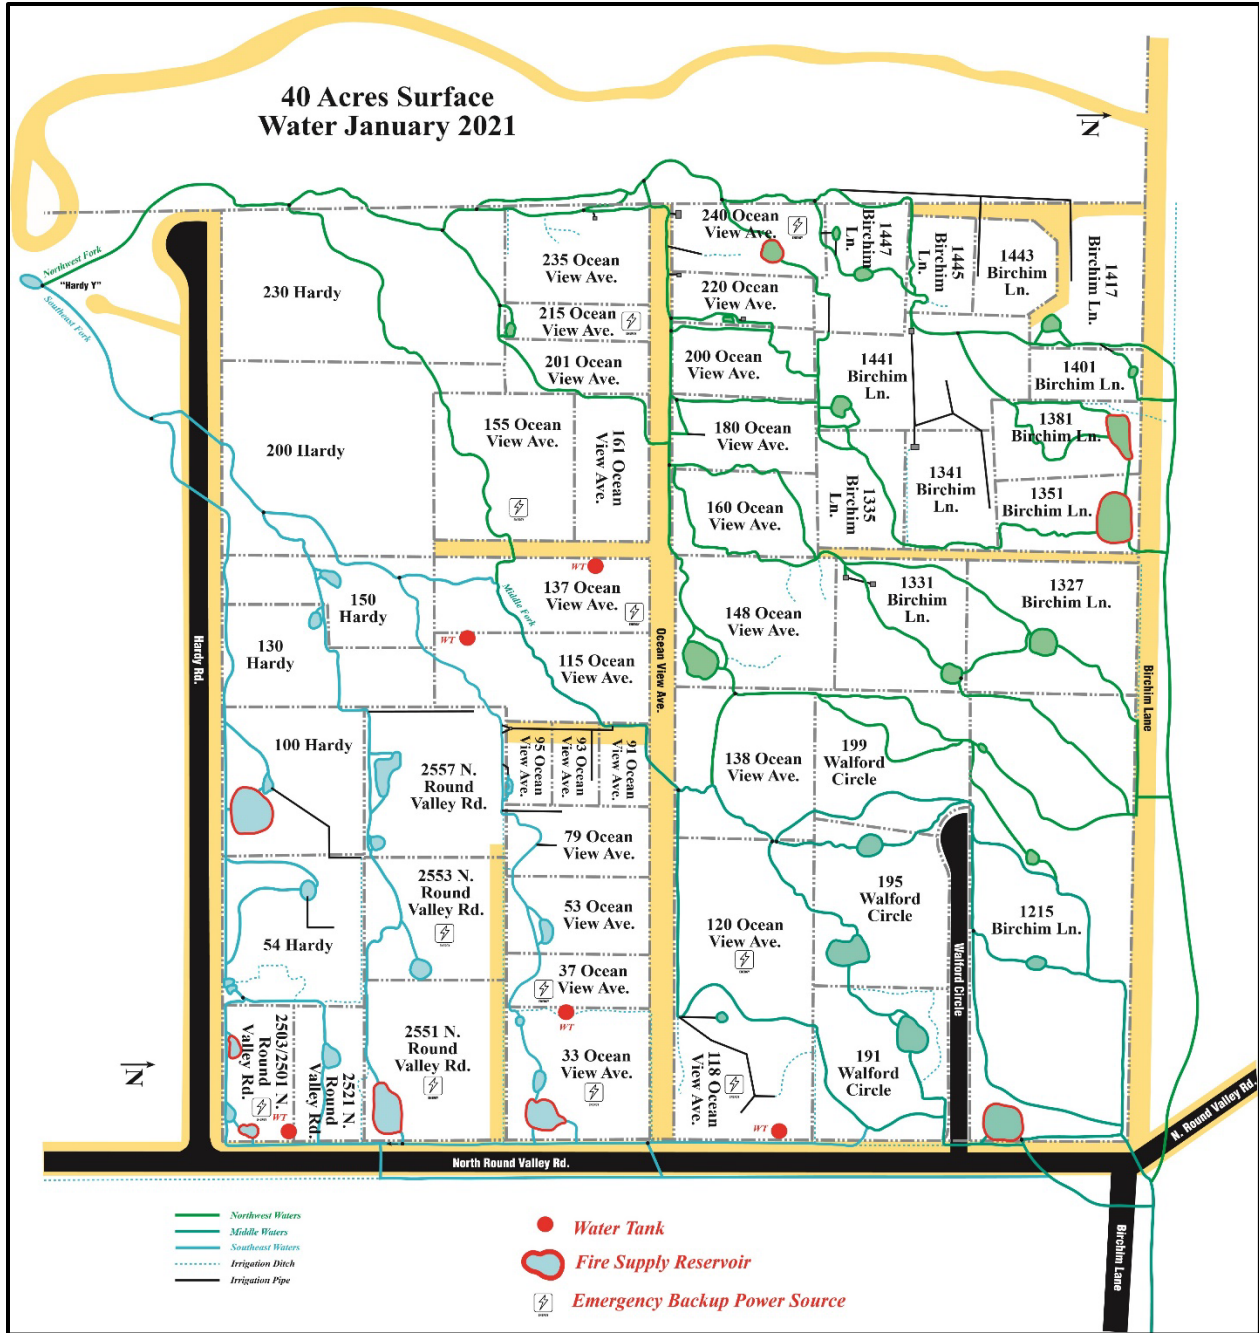 40 Acres Surface
Water January 2021
N
Northwest Fork
"Hardy Y"
Southeast Fork
230 Hardy
235 Ocean
View Ave.
215 Ocean
View Ave.
201 Ocean
View Ave.
240 Ocean
View Ave.
220 Ocean
View Ave.
200 Ocean
View Ave.
1447
Birchim
Ln.
1445
Birchim
Ln.
1443
Birchim
Ln.
1417
Birchim Ln.
1441
Birchim
Ln.
1401
Birchim Ln.
1381
Birchim Ln.
200 Hardy
155 Ocean
View Ave.
161 Ocean
View Ave.
180 Ocean
View Ave.
160 Ocean
View Ave.
1335
Birchim
Ln.
1341
Birchim
Ln.
1351
Birchim Ln.
WT
137 Ocean
View Ave.
Middle Fork
150
Hardy
130
Hardy
WT
115 Ocean
View Ave.
148 Ocean
View Ave.
1331
Birchim
Ln.
1327
Birchim Ln.
Hardy Rd.
Ocean View Ave.
Birchim Lane
100 Hardy
2557 N.
Round
Valley Rd.
95 Ocean
View Ave.
93 Ocean
View Ave.
91 Ocean
View Ave.
138 Ocean
View Ave.
199
Walford
Circle
79 Ocean
View Ave.
2553 N.
Round
Valley Rd.
53 Ocean
View Ave.
195
Walford
Circle
120 Ocean
View Ave.
1215
Birchim Ln.
54 Hardy
37 Ocean
View Ave.
Walford Circle
WT
N
2503/2501 N.
Round
Valley Rd.
WT
2521 N.
Round
Valley Rd.
2551 N.
Round
Valley Rd.
33 Ocean
View Ave.
118 Ocean
View Ave.
WT
191
Walford
Circle
N. Round Valley Rd.
North Round Valley Rd.
Birchim Lane
Northwest Waters
Middle Waters
Southeast Waters
Irrigation Ditch
Irrigation Pipe
Water Tank
Fire Supply Reservoir
Emergency Backup Power Source